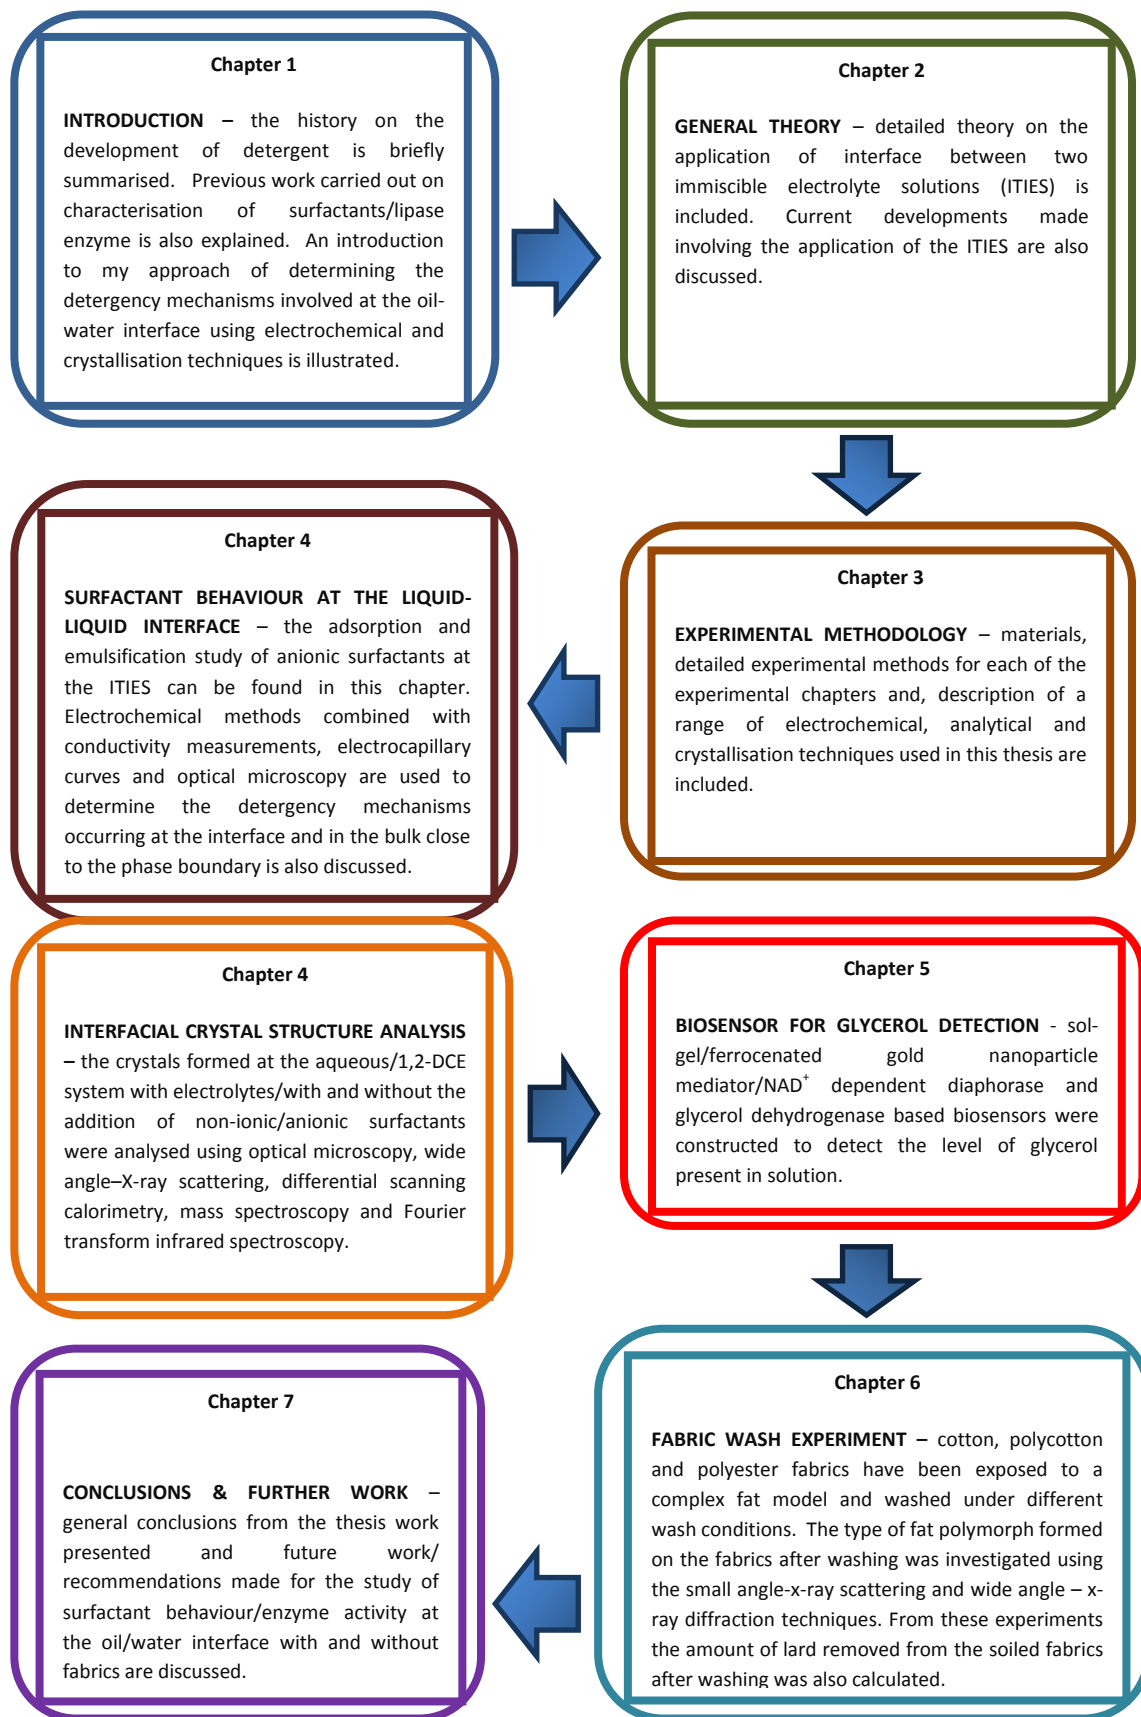 Chapter 1
INTRODUCTION – the history on the
development of detergent is briefly
summarised. Previous work carried out on
characterisation of surfactants/lipase
enzyme is also explained. An introduction
to my approach of determining the
detergency mechanisms involved at the oil-
water interface using electrochemical and
crystallisation techniques is illustrated.
Chapter 2
GENERAL THEORY – detailed theory on the
application of interface between two
immiscible electrolyte solutions (ITIES) is
included. Current developments made
involving the application of the ITIES are also
discussed.
Chapter 3
EXPERIMENTAL METHODOLOGY – materials,
detailed experimental methods for each of the
experimental chapters and, description of a
range of electrochemical, analytical and
crystallisation techniques used in this thesis are
included.
Chapter 4
SURFACTANT BEHAVIOUR AT THE LIQUID-
LIQUID INTERFACE – the adsorption and
emulsification study of anionic surfactants at
the ITIES can be found in this chapter.
Electrochemical methods combined with
conductivity measurements, electrocapillary
curves and optical microscopy are used to
determine the detergency mechanisms
occurring at the interface and in the bulk close
to the phase boundary is also discussed.
Chapter 4
INTERFACIAL CRYSTAL STRUCTURE ANALYSIS
– the crystals formed at the aqueous/1,2-DCE
system with electrolytes/with and without the
addition of non-ionic/anionic surfactants
were analysed using optical microscopy, wide
angle–X-ray scattering, differential scanning
calorimetry, mass spectroscopy and Fourier
transform infrared spectroscopy.
Chapter 5
BIOSENSOR FOR GLYCEROL DETECTION - sol-
gel/ferrocenated gold nanoparticle
mediator/NAD⁺ dependent diaphorase and
glycerol dehydrogenase based biosensors were
constructed to detect the level of glycerol
present in solution.
Chapter 6
FABRIC WASH EXPERIMENT – cotton, polycotton
and polyester fabrics have been exposed to a
complex fat model and washed under different
wash conditions. The type of fat polymorph formed
on the fabrics after washing was investigated using
the small angle-x-ray scattering and wide angle – x-
ray diffraction techniques. From these experiments
the amount of lard removed from the soiled fabrics
after washing was also calculated.
Chapter 7
CONCLUSIONS & FURTHER WORK –
general conclusions from the thesis work
presented and future work/
recommendations made for the study of
surfactant behaviour/enzyme activity at
the oil/water interface with and without
fabrics are discussed.